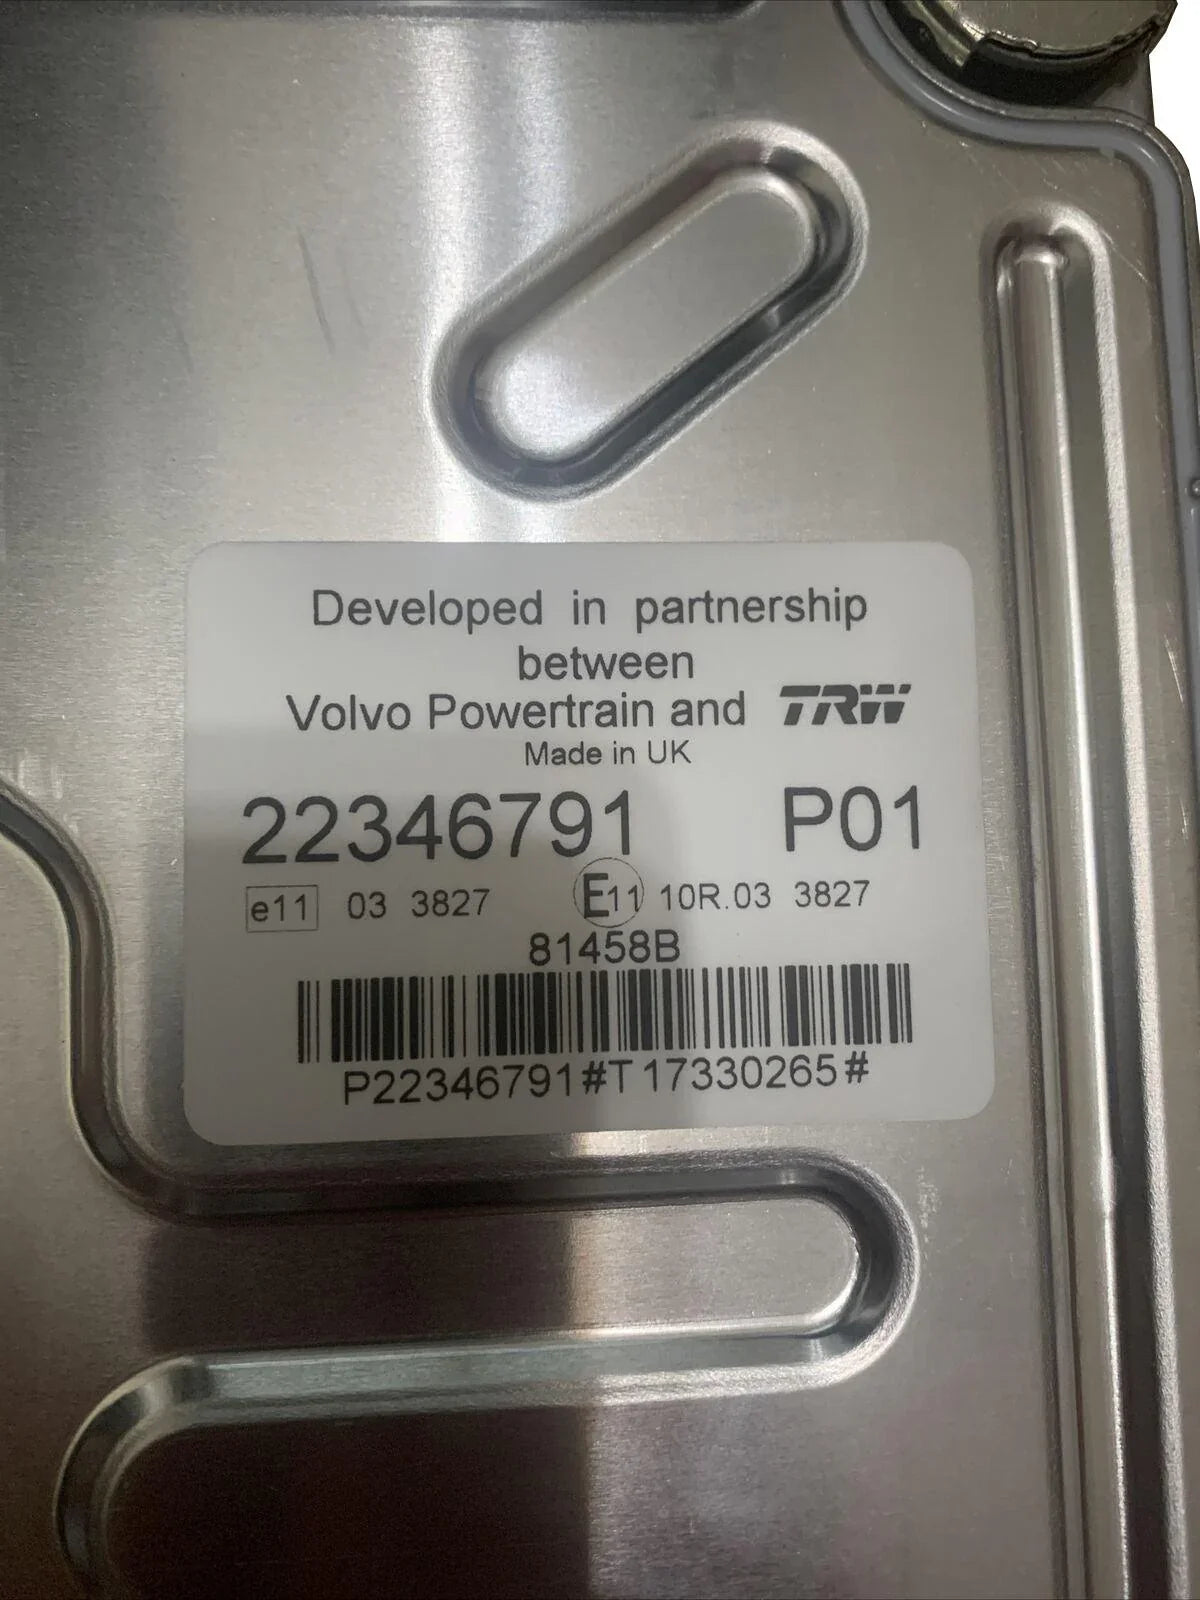 Developed in partnership
between
Volvo Powertrain and TRW
Made in UK
22346791 P01
e11 03 3827 E11 10R.03 3827
81458B
P22346791#T17330265#